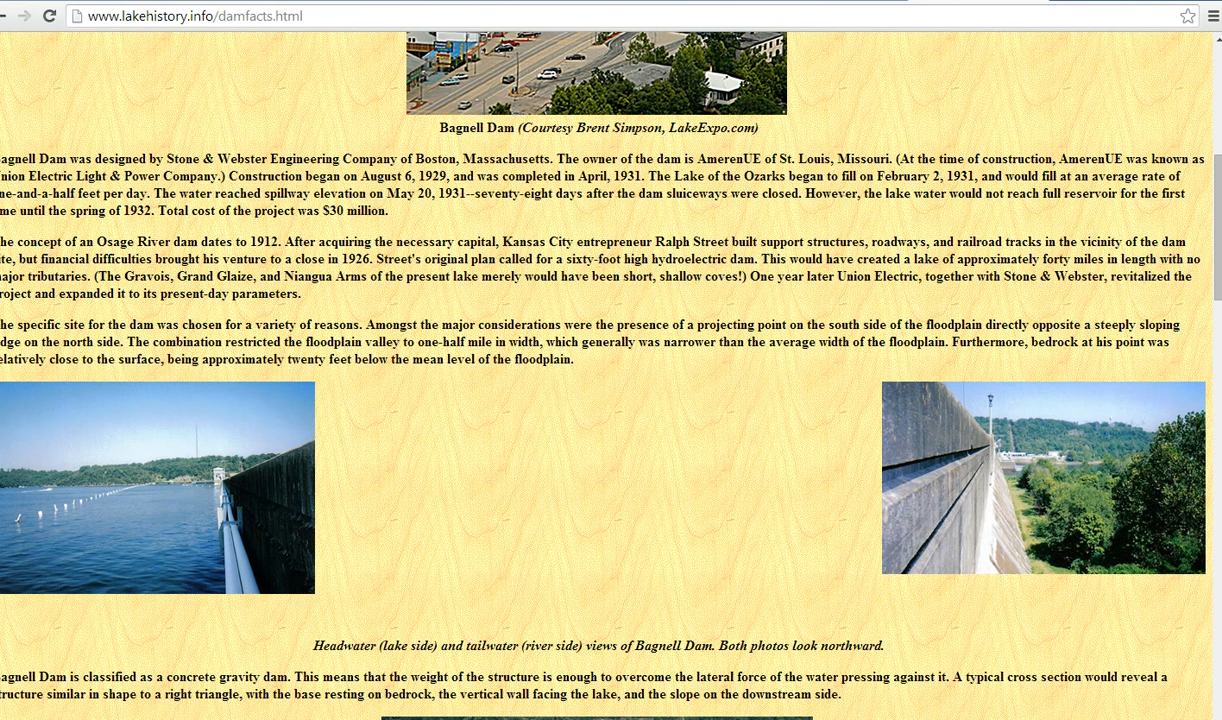 www.lakehistory.info/damfacts.html
Bagnell Dam (Courtesy Brent Simpson, LakeExpo.com)
agnell Dam was designed by Stone & Webster Engineering Company of Boston, Massachusetts. The owner of the dam is AmerenUE of St. Louis, Missouri. (At the time of construction, AmerenUE was known as
nion Electric Light & Power Company.) Construction began on August 6, 1929, and was completed in April, 1931. The Lake of the Ozarks began to fill on February 2, 1931, and would fill at an average rate of
ne-and-a-half feet per day. The water reached spillway elevation on May 20, 1931--seventy-eight days after the dam sluiceways were closed. However, the lake water would not reach full reservoir for the first
me until the spring of 1932. Total cost of the project was $30 million.
he concept of an Osage River dam dates to 1912. After acquiring the necessary capital, Kansas City entrepreneur Ralph Street built support structures, roadways, and railroad tracks in the vicinity of the dam
ite, but financial difficulties brought his venture to a close in 1926. Street's original plan called for a sixty-foot high hydroelectric dam. This would have created a lake of approximately forty miles in length with no
ajor tributaries. (The Gravois, Grand Glaize, and Niangua Arms of the present lake merely would have been short, shallow coves!) One year later Union Electric, together with Stone & Webster, revitalized the
roject and expanded it to its present-day parameters.
he specific site for the dam was chosen for a variety of reasons. Amongst the major considerations were the presence of a projecting point on the south side of the floodplain directly opposite a steeply sloping
dge on the north side. The combination restricted the floodplain valley to one-half mile in width, which generally was narrower than the average width of the floodplain. Furthermore, bedrock at his point was
elatively close to the surface, being approximately twenty feet below the mean level of the floodplain.
Headwater (lake side) and tailwater (river side) views of Bagnell Dam. Both photos look northward.
agnell Dam is classified as a concrete gravity dam. This means that the weight of the structure is enough to overcome the lateral force of the water pressing against it. A typical cross section would reveal a
tructure similar in shape to a right triangle, with the base resting on bedrock, the vertical wall facing the lake, and the slope on the downstream side.